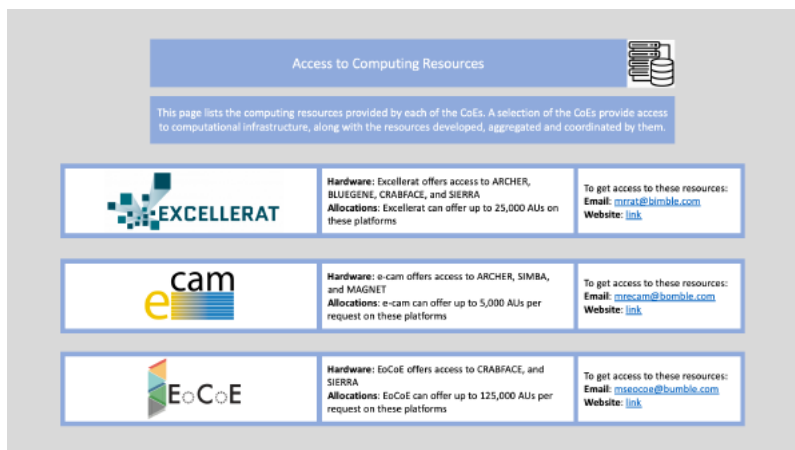 Access to Computing Resources
This page lists the computing resources provided by each of the CoEs. A selection of the CoEs provide access
to computational infrastructure, along with the resources developed, aggregated and coordinated by them.
EXCELLERAT
Hardware: Excellerat offers access to ARCHER,
BLUEGENE, CRABFACE, and SIERRA
Allocations: Excellerat can offer up to 25,000 AUs on
these platforms
To get access to these resources:
Email: mrrat@bimble.com
Website: link
e cam
Hardware: e-cam offers access to ARCHER, SIMBA,
and MAGNET
Allocations: e-cam can offer up to 5,000 AUs per
request on these platforms
To get access to these resources:
Email: mrecam@bomble.com
Website: link
EoCoE
Hardware: EoCoE offers access to CRABFACE, and
SIERRA
Allocations: EoCoE can offer up to 125,000 AUs per
request on these platforms
To get access to these resources:
Email: mseocoe@bumble.com
Website: link